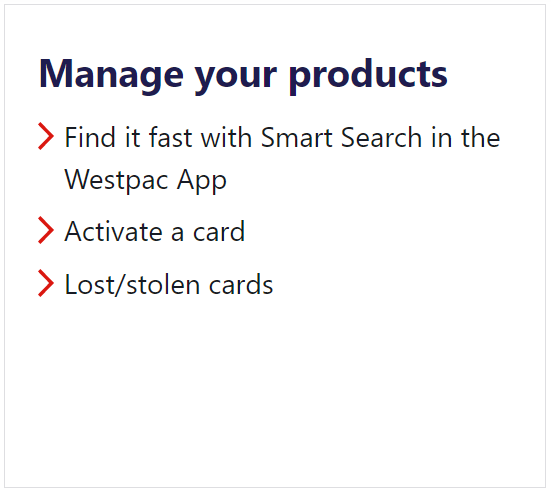 Manage your products
Find it fast with Smart Search in the
Westpac App
Activate a card
Lost/stolen cards